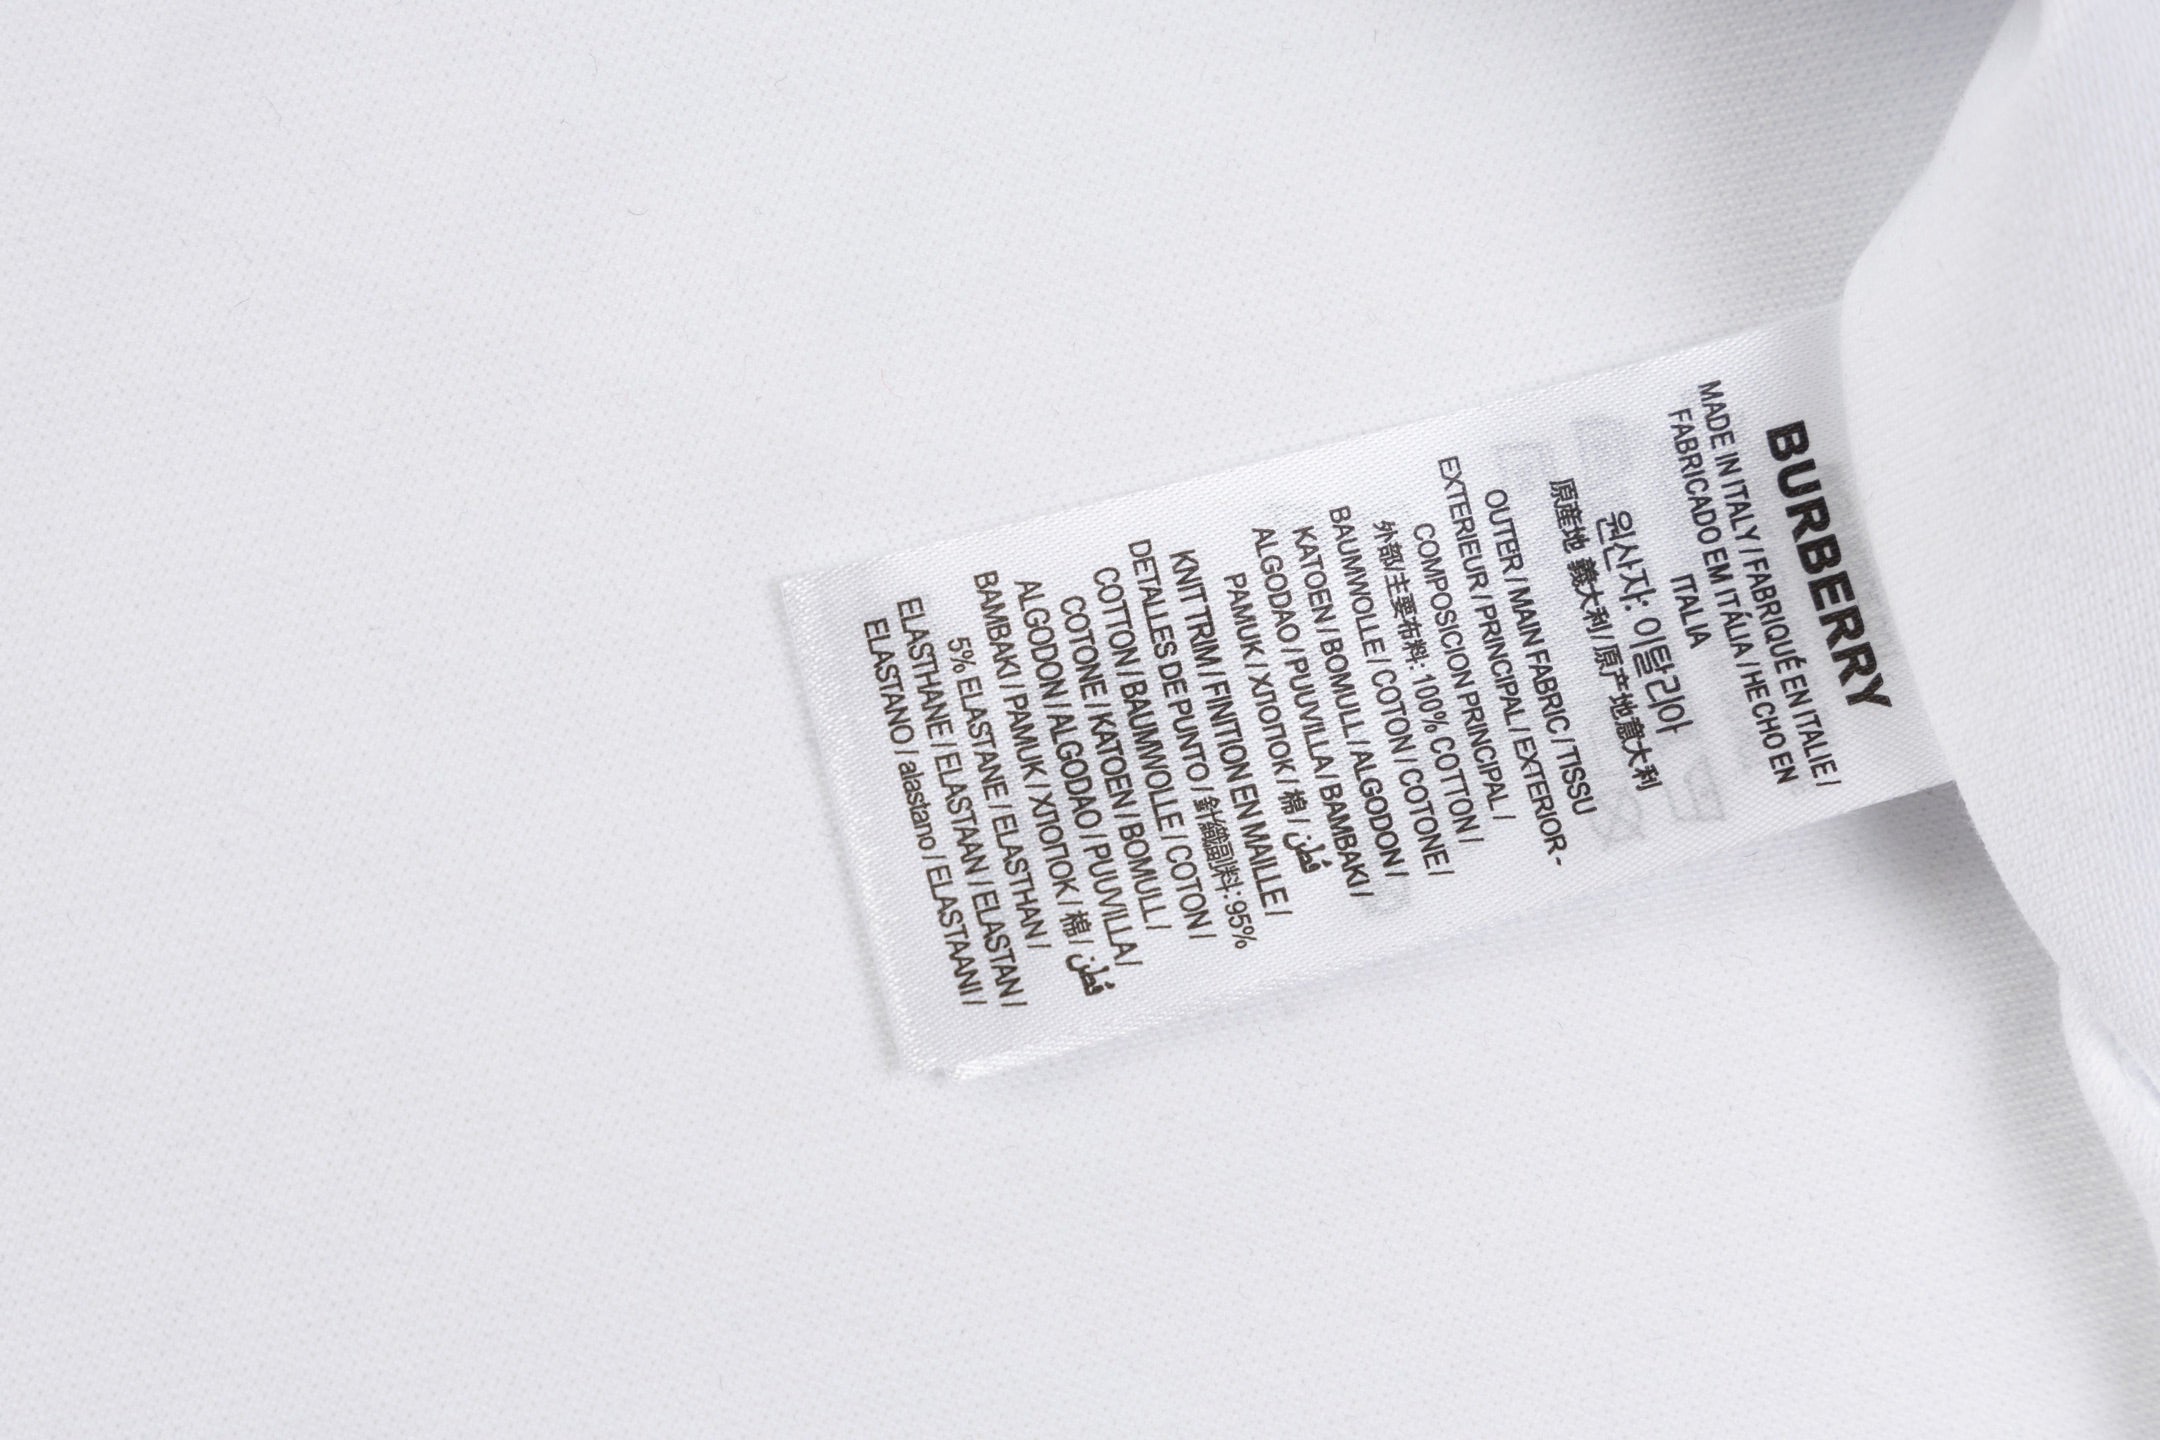 BURBERRY
MADE IN ITALY / FABRIQUÉ EN ITALIE /
FABRICADO EM ITÁLIA / HECHO EN
ITALIA
원산지: 이탈리아
原産地 義大利 / 原产地意大利
OUTER / MAIN FABRIC / TISSU
EXTERIEUR / PRINCIPAL / EXTERIOR-
COMPOSICION PRINCIPAL /
外部/主要布料: 100% COTTON /
BAUMWOLLE / COTON / COTONE /
KATOEN / BOMULL / ALGODON /
ALGODAO / PUUVILLA / BAMBAKI /
PAMUK / ХЛОПОК / 棉 / قطن
KNIT TRIM / FINITION EN MAILLE /
DETALLES DE PUNTO / 針織副料: 95%
COTTON / BAUMWOLLE / COTON /
COTONE / KATOEN / BOMULL /
ALGODON / ALGODAO / PUUVILLA /
BAMBAKI / PAMUK / ХЛОПОК / 棉 / قطن
5% ELASTANE / ELASTHAN /
ELASTHANE / ELASTAAN / ELASTAN /
ELASTANO / alastano / ELASTAANI /